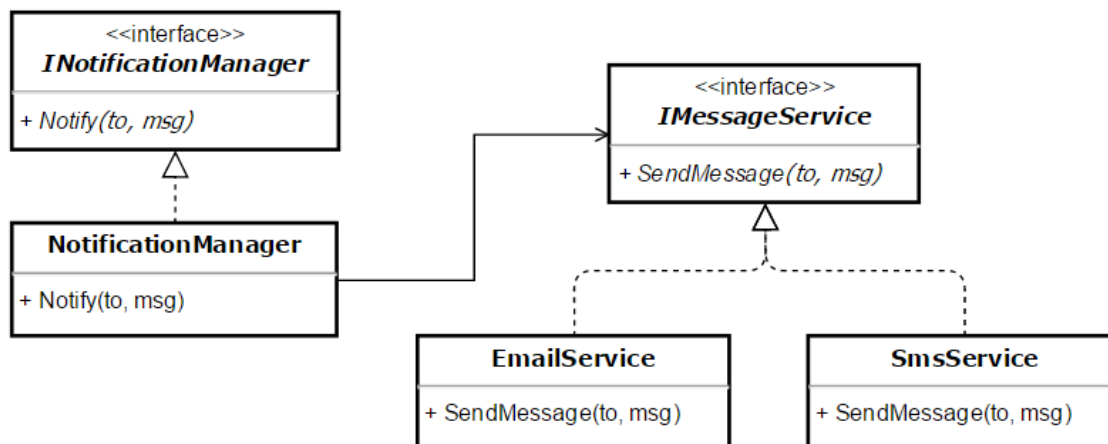 <<interface>>
INotificationManager
+ Notify(to, msg)
NotificationManager
+ Notify(to, msg)
<<interface>>
IMessageService
+ SendMessage(to, msg)
EmailService
+ SendMessage(to, msg)
SmsService
+ SendMessage(to, msg)